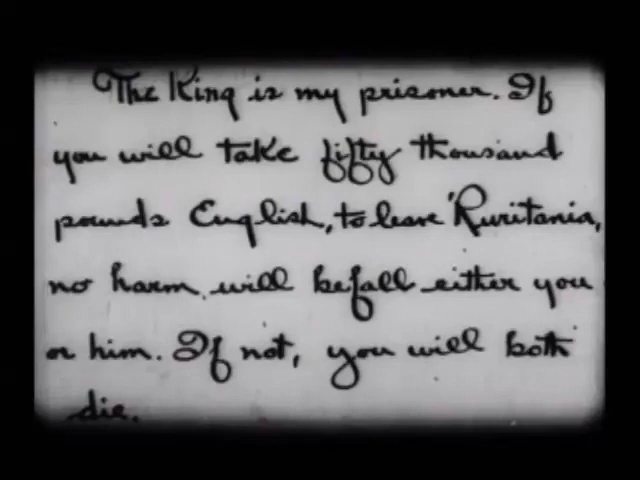 The King is my prisoner. If
you will take fifty thousand
pounds English, to leave Ruritania,
no harm will befall either you
or him. If not, you will both
die.